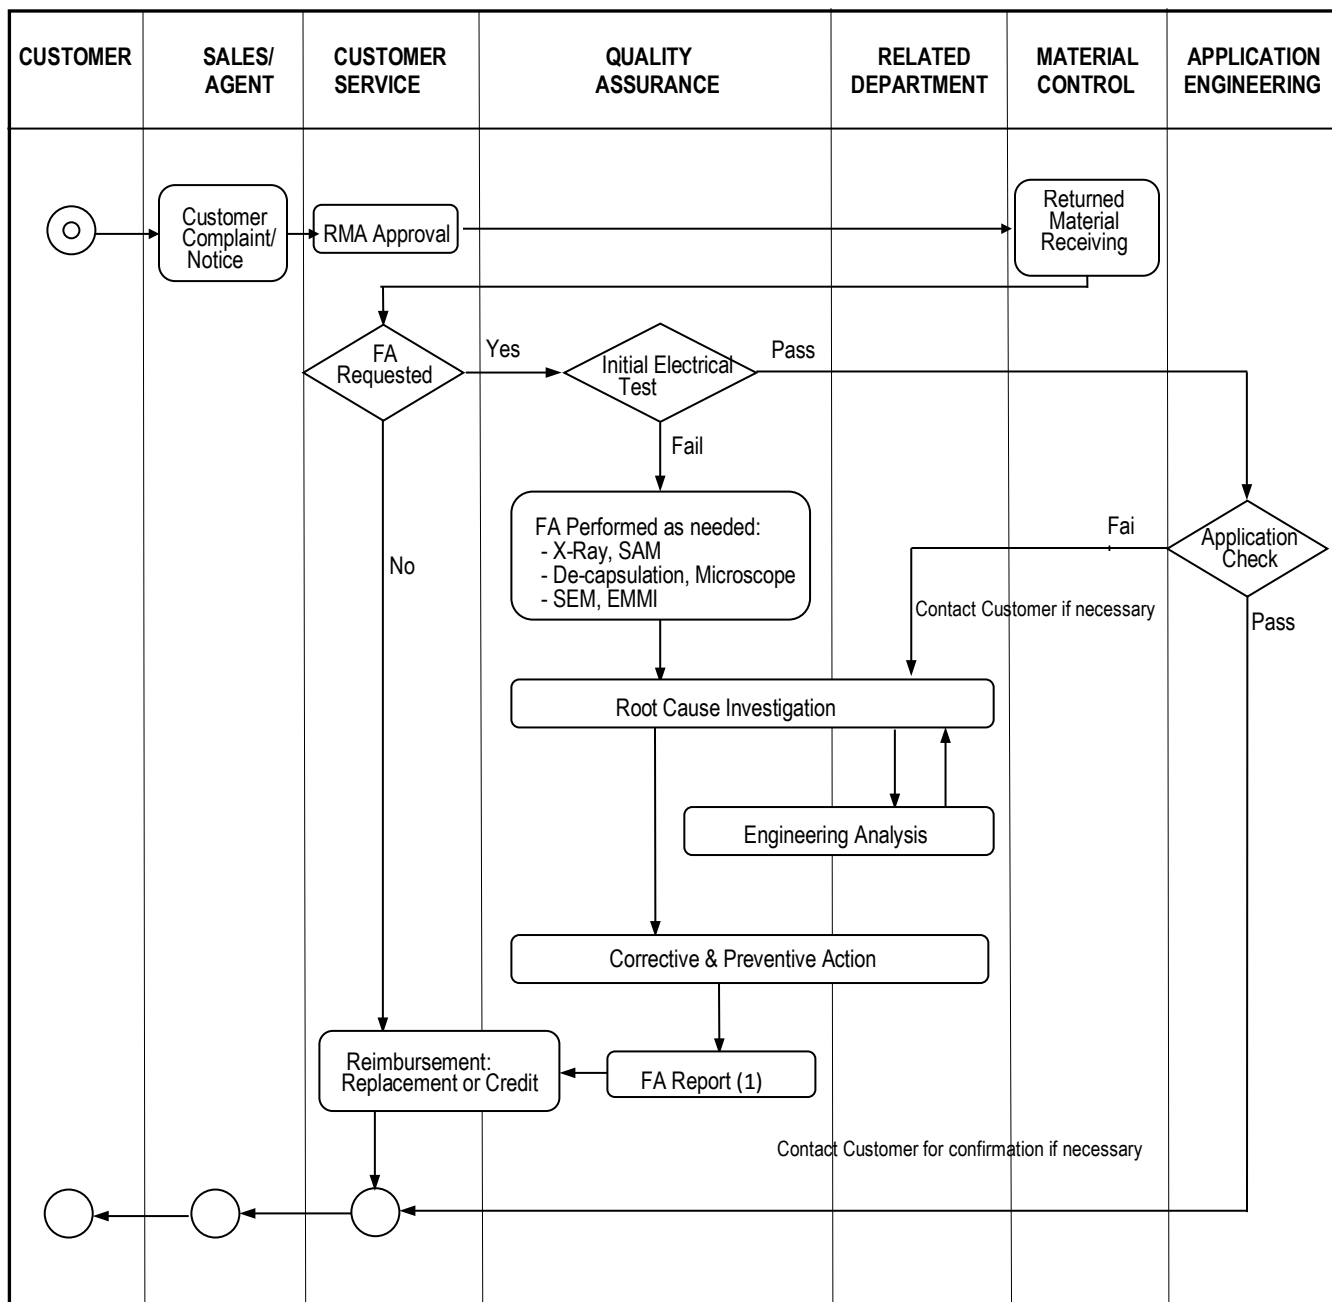 CUSTOMER
SALES/
AGENT
CUSTOMER
SERVICE
QUALITY
ASSURANCE
RELATED
DEPARTMENT
MATERIAL
CONTROL
APPLICATION
ENGINEERING
Customer
Complaint/
Notice
RMA Approval
Returned
Material
Receiving
FA
Requested
Yes
Initial Electrical
Test
Pass
Fail
No
FA Performed as needed:
- X-Ray, SAM
- De-capsulation, Microscope
- SEM, EMMI
Fai
Application
Check
Contact Customer if necessary
Pass
Root Cause Investigation
Engineering Analysis
Corrective & Preventive Action
Reimbursement:
Replacement or Credit
FA Report (1)
Contact Customer for confirmation if necessary